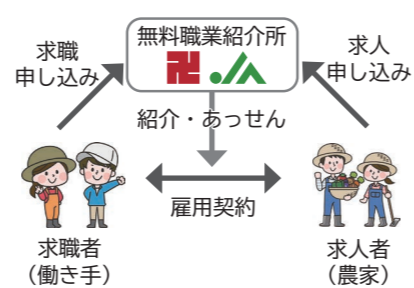 無料職業紹介所
卍 JA
求職
申し込み
求人
申し込み
紹介・あっせん
雇用契約
求職者
（働き手）
求人者
（農家）